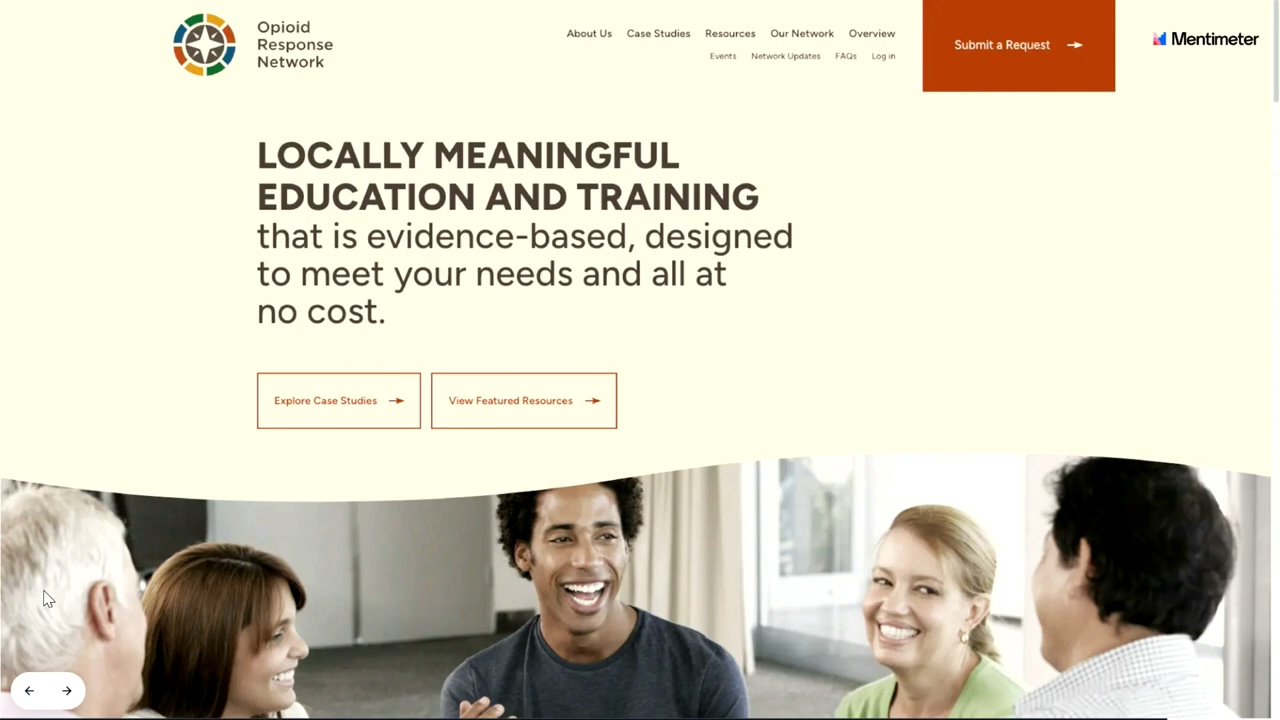 Opioid
Response
Network
About Us Case Studies Resources Our Network Overview
Events Network Updates FAQs Log in
Submit a Request
Mentimeter
LOCALLY MEANINGFUL
EDUCATION AND TRAINING
that is evidence-based, designed
to meet your needs and all at
no cost.
Explore Case Studies
View Featured Resources